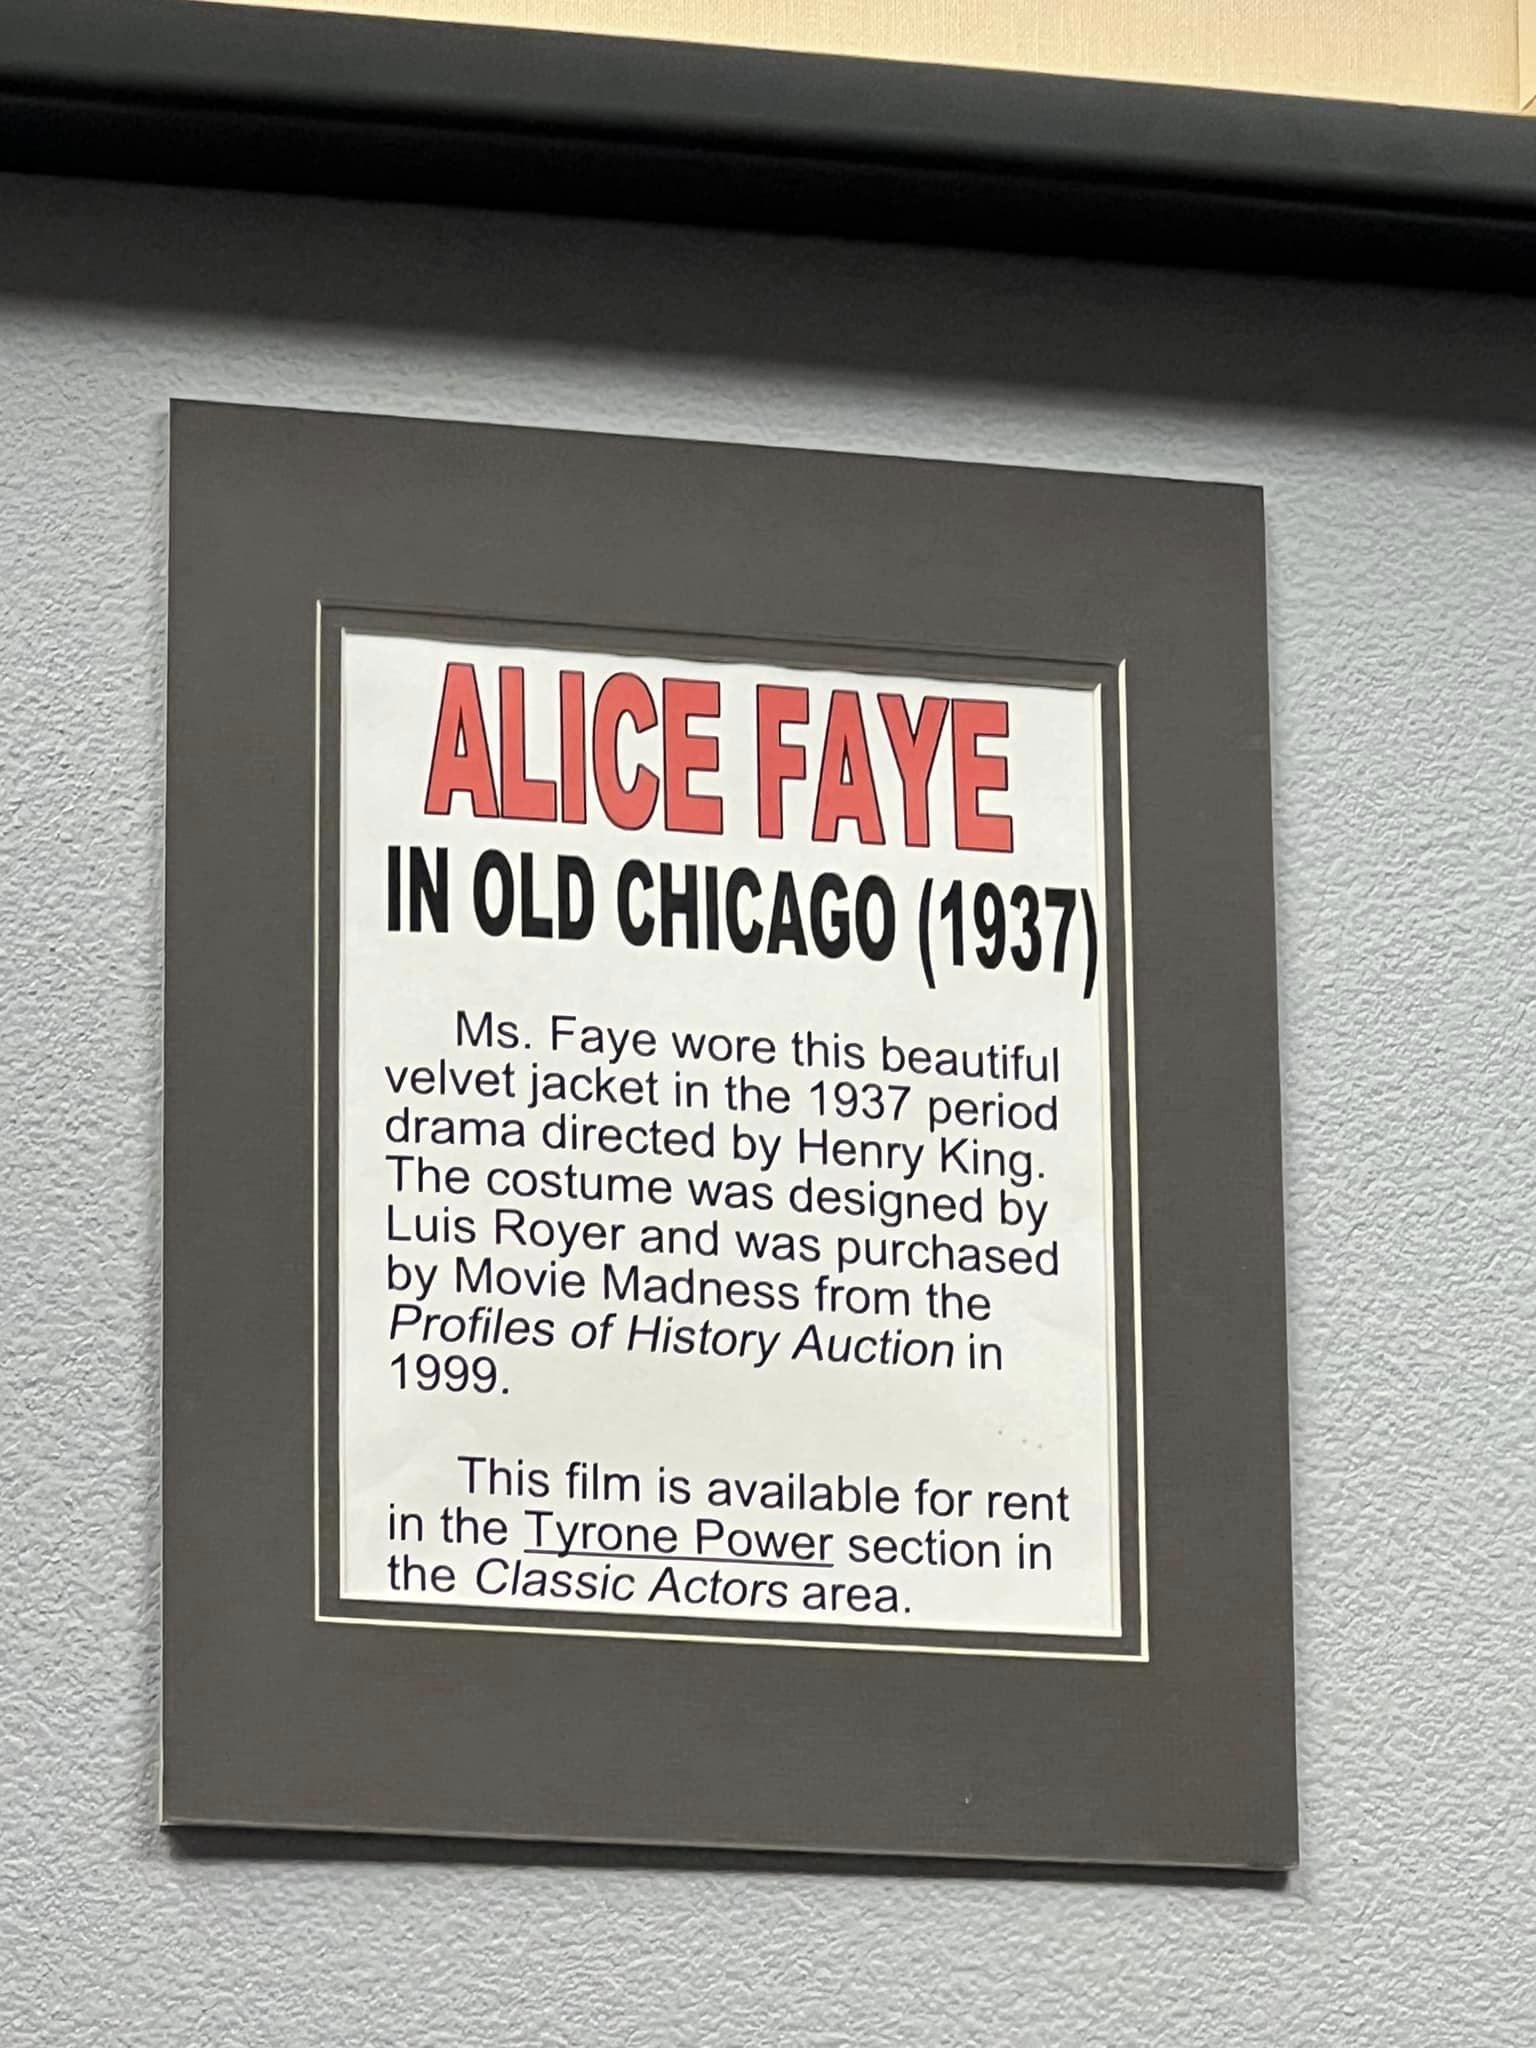 ALICE FAYE
IN OLD CHICAGO (1937)
Ms. Faye wore this beautiful
velvet jacket in the 1937 period
drama directed by Henry King.
The costume was designed by
Luis Royer and was purchased
by Movie Madness from the
Profiles of History Auction in
1999.
This film is available for rent
in the Tyrone Power section in
the Classic Actors area.